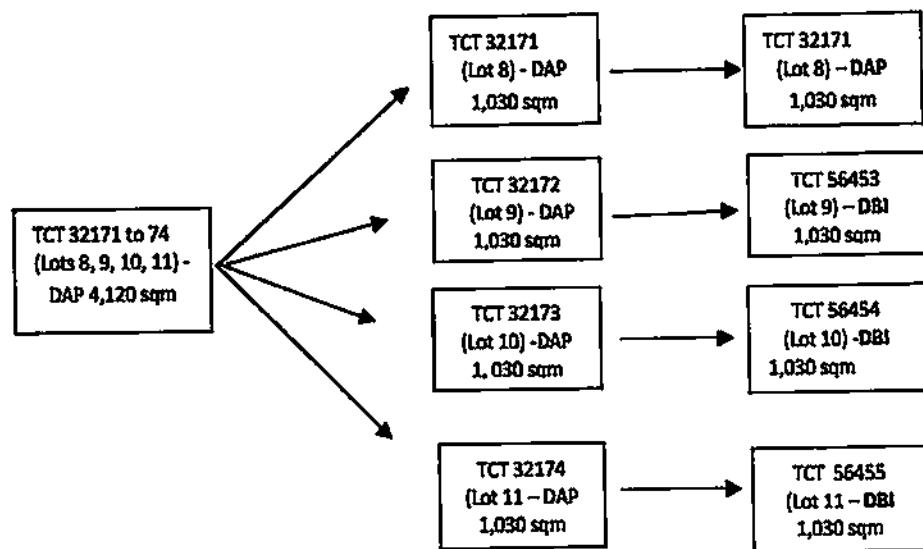 TCT 32171
(Lot 8) - DAP
1,030 sqm
TCT 32171
(Lot 8) – DAP
1,030 sqm
TCT 32172
(Lot 9) – DAP
1,030 sqm
TCT 56453
(Lot 9) – DBI
1,030 sqm
TCT 32171 to 74
(Lots 8, 9, 10, 11) -
DAP 4,120 sqm
TCT 32173
(Lot 10) -DAP
1, 030 sqm
TCT 56454
(Lot 10) -DBI
1,030 sqm
TCT 32174
(Lot 11 – DAP
1,030 sqm
TCT 56455
(Lot 11 – DBI
1,030 sqm